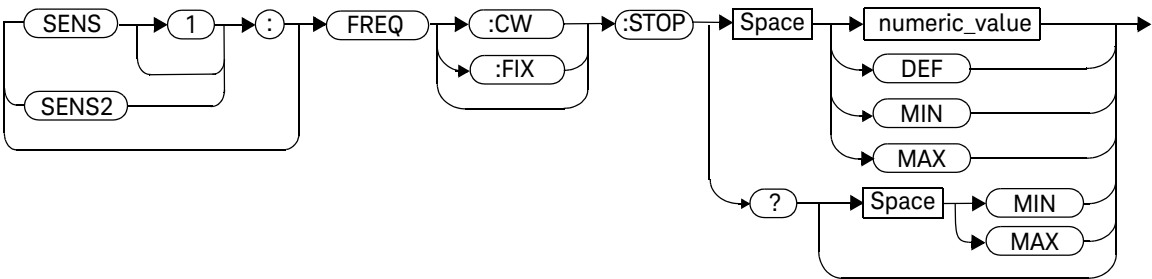 SENS 1 : FREQ :CW :STOP Space numeric_value
:FIX DEF
SENS2 MIN
MAX
? Space MIN
MAX